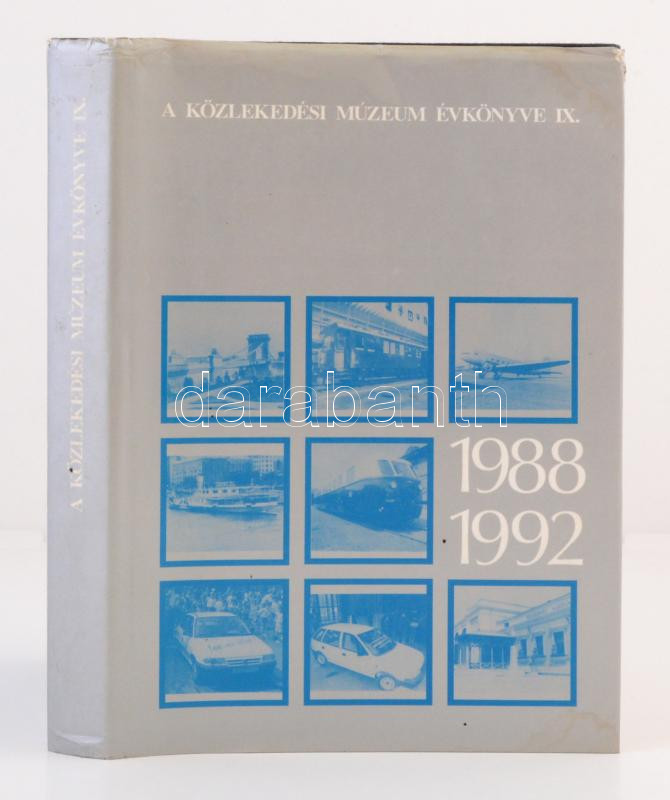 A KÖZLEKEDÉSI MÚZEUM ÉVKÖNYVE IX.
A KÖZLEKEDÉSI MÚZEUM ÉVKÖNYVE IX.
darabanth
1988
1992